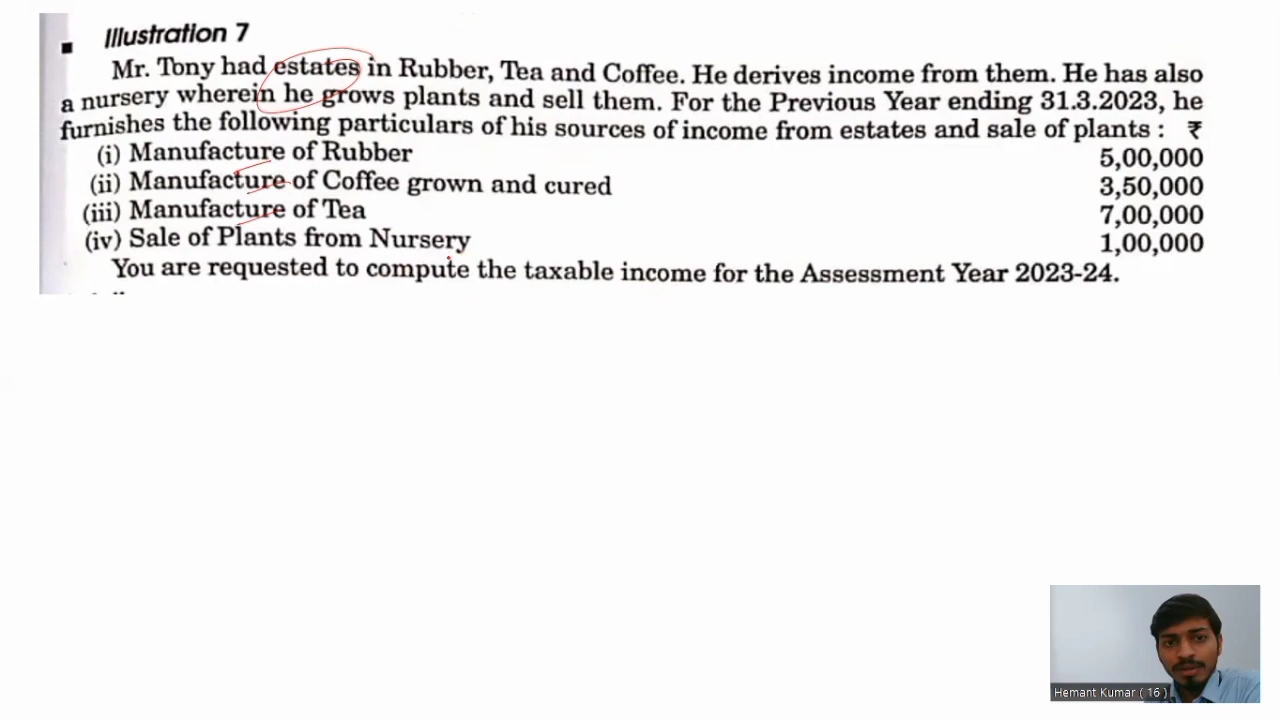 Illustration 7
Mr. Tony had estates in Rubber, Tea and Coffee. He derives income from them. He has also
a nursery wherein he grows plants and sell them. For the Previous Year ending 31.3.2023, he
furnishes the following particulars of his sources of income from estates and sale of plants : ₹
(i) Manufacture of Rubber 5,00,000
(ii) Manufacture of Coffee grown and cured 3,50,000
(iii) Manufacture of Tea 7,00,000
(iv) Sale of Plants from Nursery 1,00,000
You are requested to compute the taxable income for the Assessment Year 2023-24.
Hemant Kumar ( 16 )